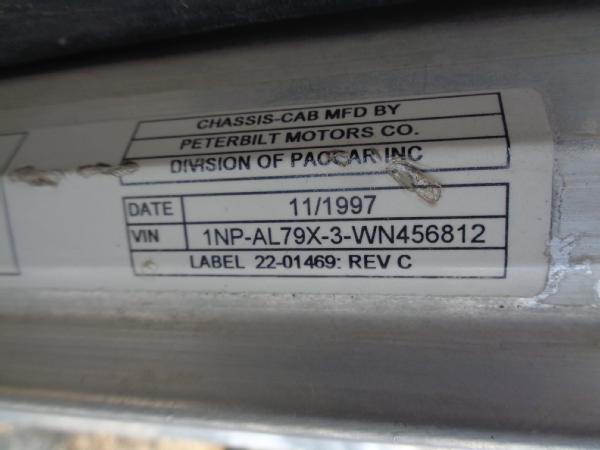 CHASSIS-CAB MFD BY
PETERBILT MOTORS CO.
DIVISION OF PACCAR INC
DATE 11/1997
VIN 1NP-AL79X-3-WN456812
LABEL 22-01469: REV C